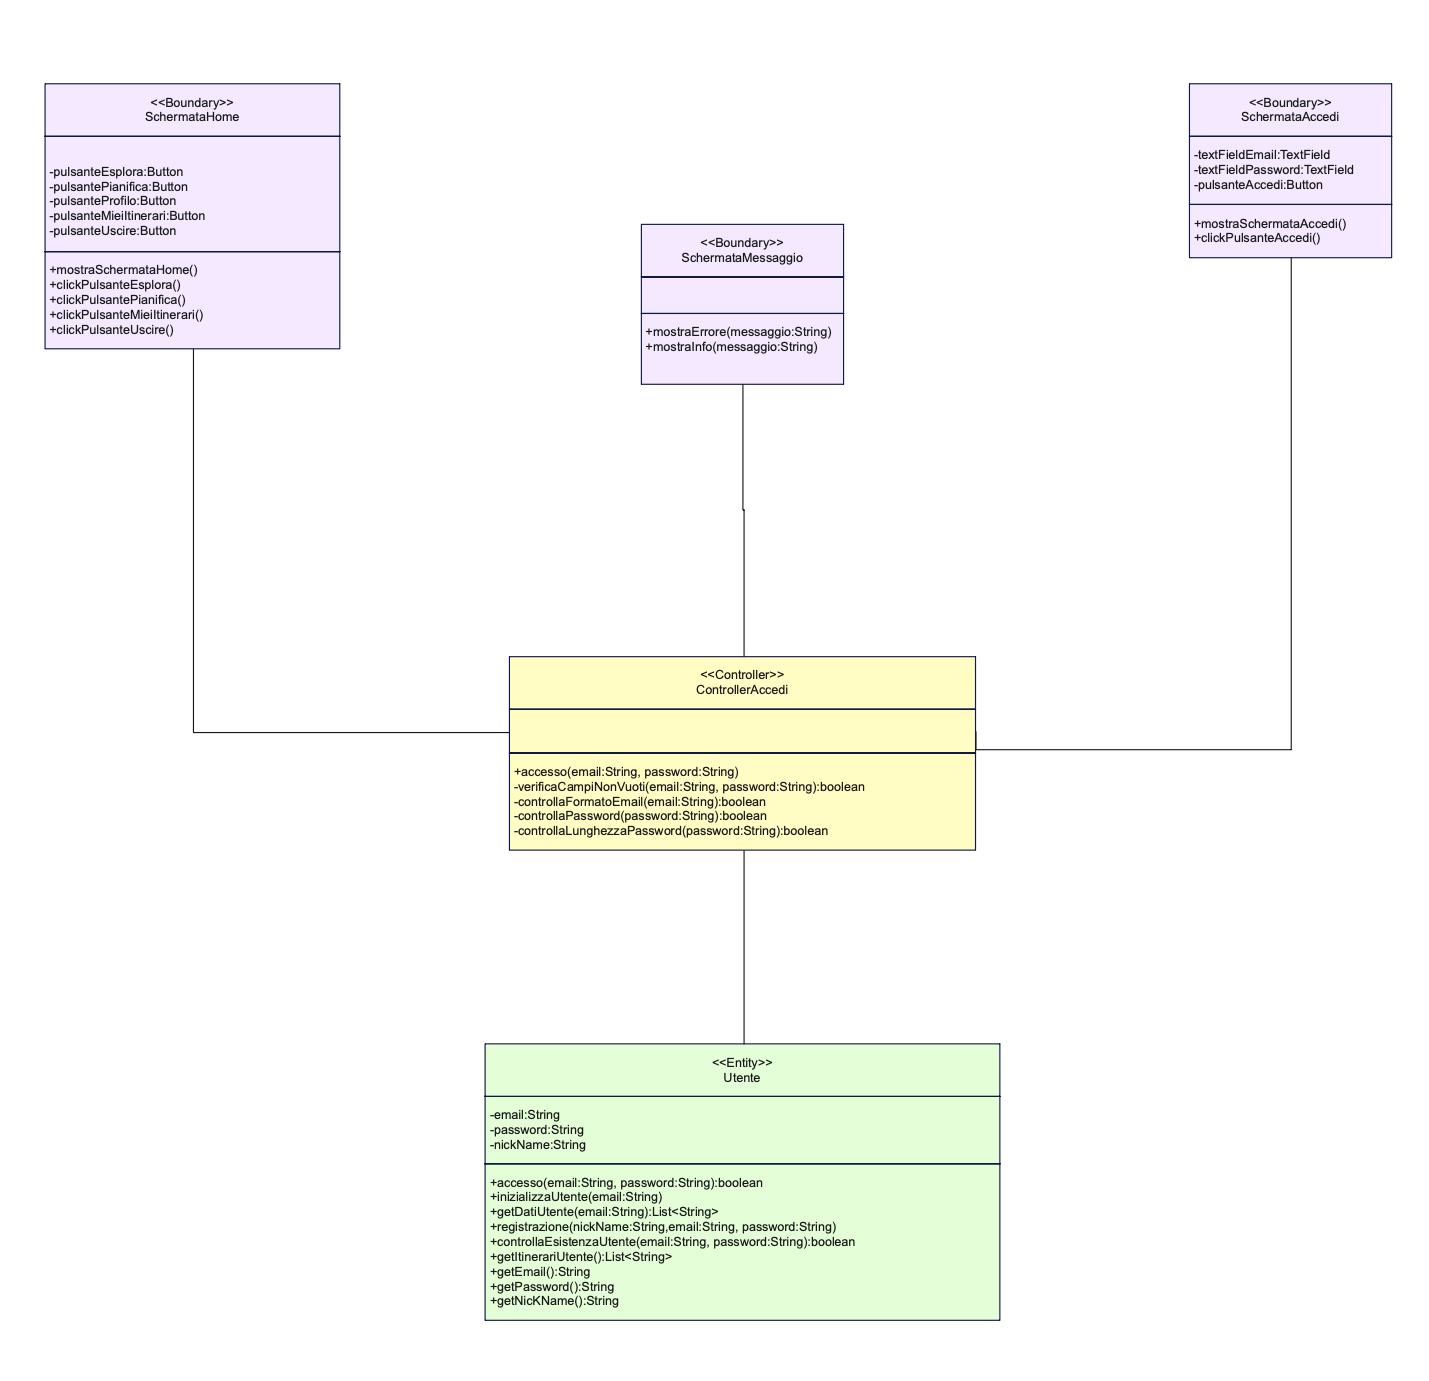 <<Boundary>>
SchermataHome
-pulsanteEsplora:Button
-pulsantePianifica:Button
-pulsanteProfilo:Button
-pulsanteMieiItinerari:Button
-pulsanteUscire:Button
+mostraSchermataHome()
+clickPulsanteEsplora()
+clickPulsantePianifica()
+clickPulsanteMieiItinerari()
+clickPulsanteUscire()
<<Boundary>>
SchermataMessaggio
+mostraErrore(messaggio:String)
+mostraInfo(messaggio:String)
<<Boundary>>
SchermataAccedi
-textFieldEmail:TextField
-textFieldPassword:TextField
-pulsanteAccedi:Button
+mostraSchermataAccedi()
+clickPulsanteAccedi()
<<Controller>>
ControllerAccedi
+accesso(email:String, password:String)
-verificaCampiNonVuoti(email:String, password:String):boolean
-controllaFormatoEmail(email:String):boolean
-controllaPassword(password:String):boolean
-controllaLunghezzaPassword(password:String):boolean
<<Entity>>
Utente
-email:String
-password:String
-nickName:String
+accesso(email:String, password:String):boolean
+inizializzaUtente(email:String)
+getDatiUtente(email:String):List<String>
+registrazione(nickName:String,email:String, password:String)
+controllaEsistenzaUtente(email:String, password:String):boolean
+getItinerariUtente():List<String>
+getEmail():String
+getPassword():String
+getNicKName():String